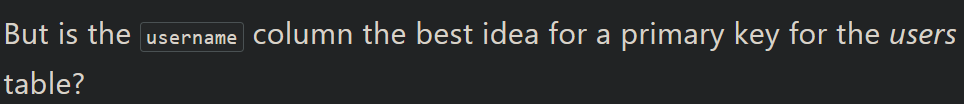 But is the username column the best idea for a primary key for the users
table?